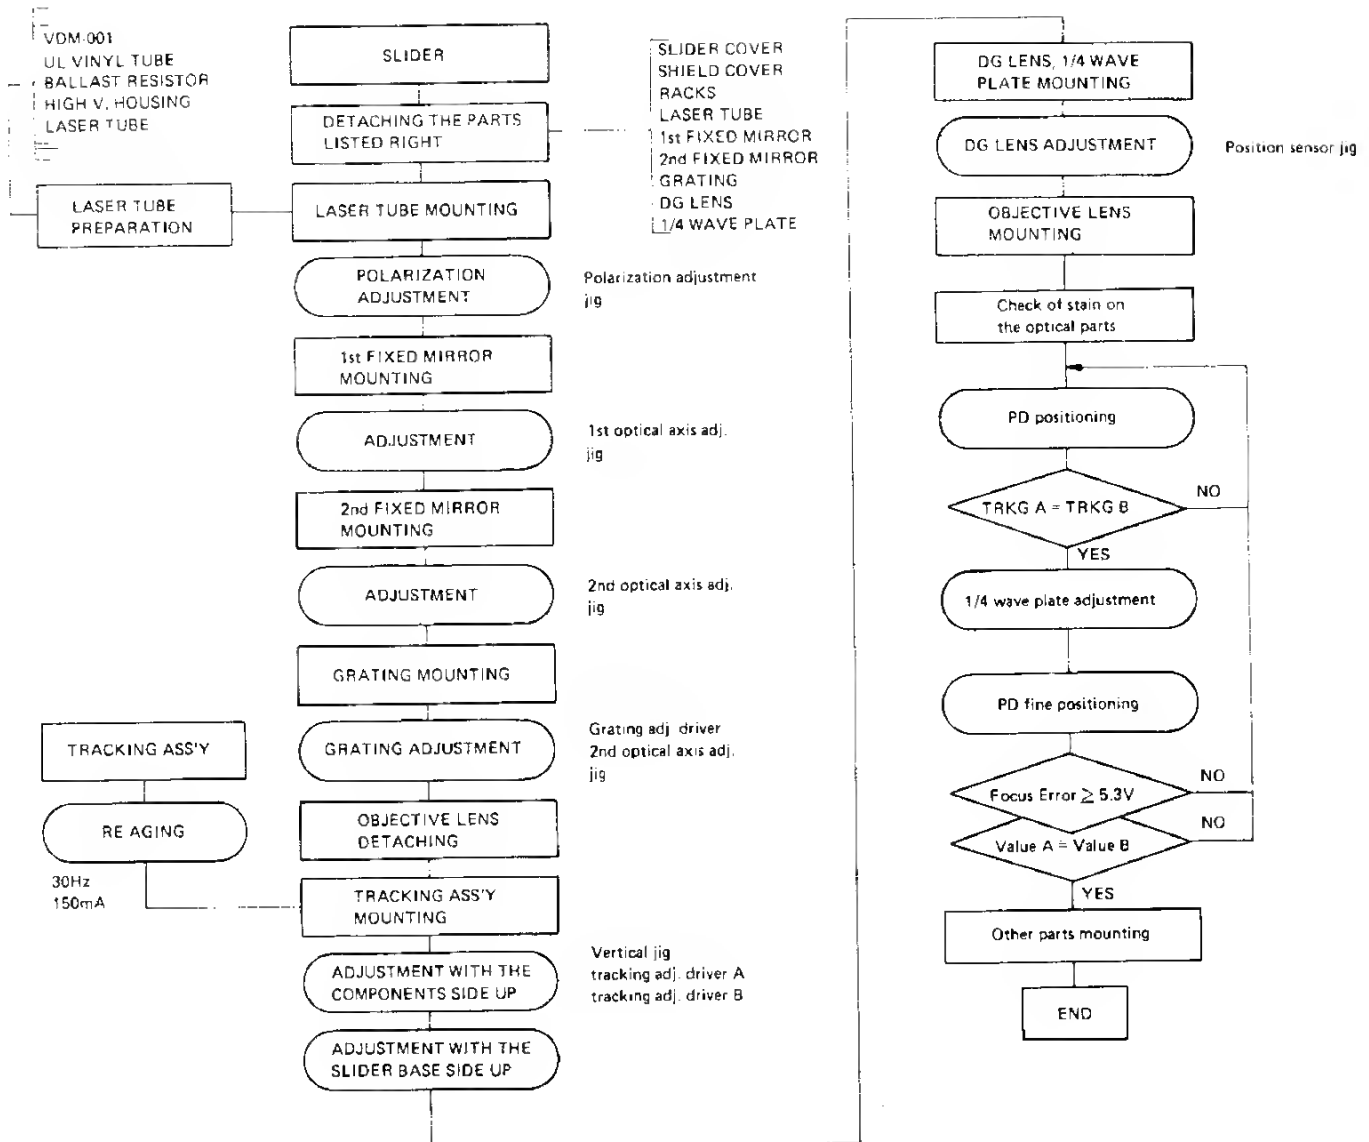 VDM-001
UL VINYL TUBE
BALLAST RESISTOR
HIGH V. HOUSING
LASER TUBE
LASER TUBE
PREPARATION
SLIDER
DETACHING THE PARTS
LISTED RIGHT
SLIDER COVER
SHIELD COVER
RACKS
LASER TUBE
1st FIXED MIRROR
2nd FIXED MIRROR
GRATING
DG LENS
1/4 WAVE PLATE
LASER TUBE MOUNTING
POLARIZATION
ADJUSTMENT
Polarization adjustment
jig
1st FIXED MIRROR
MOUNTING
ADJUSTMENT
1st optical axis adj.
jig
2nd FIXED MIRROR
MOUNTING
ADJUSTMENT
2nd optical axis adj.
jig
GRATING MOUNTING
GRATING ADJUSTMENT
Grating adj. driver
2nd optical axis adj.
jig
TRACKING ASS'Y
RE AGING
30Hz
150mA
OBJECTIVE LENS
DETACHING
TRACKING ASS'Y
MOUNTING
ADJUSTMENT WITH THE
COMPONENTS SIDE UP
Vertical jig
tracking adj. driver A
tracking adj. driver B
ADJUSTMENT WITH THE
SLIDER BASE SIDE UP
DG LENS, 1/4 WAVE
PLATE MOUNTING
DG LENS ADJUSTMENT
Position sensor jig
OBJECTIVE LENS
MOUNTING
Check of stain on
the optical parts
PD positioning
TRKG A = TRKG B
NO
YES
1/4 wave plate adjustment
PD fine positioning
Focus Error ≥ 5.3V
NO
Value A = Value B
NO
YES
Other parts mounting
END